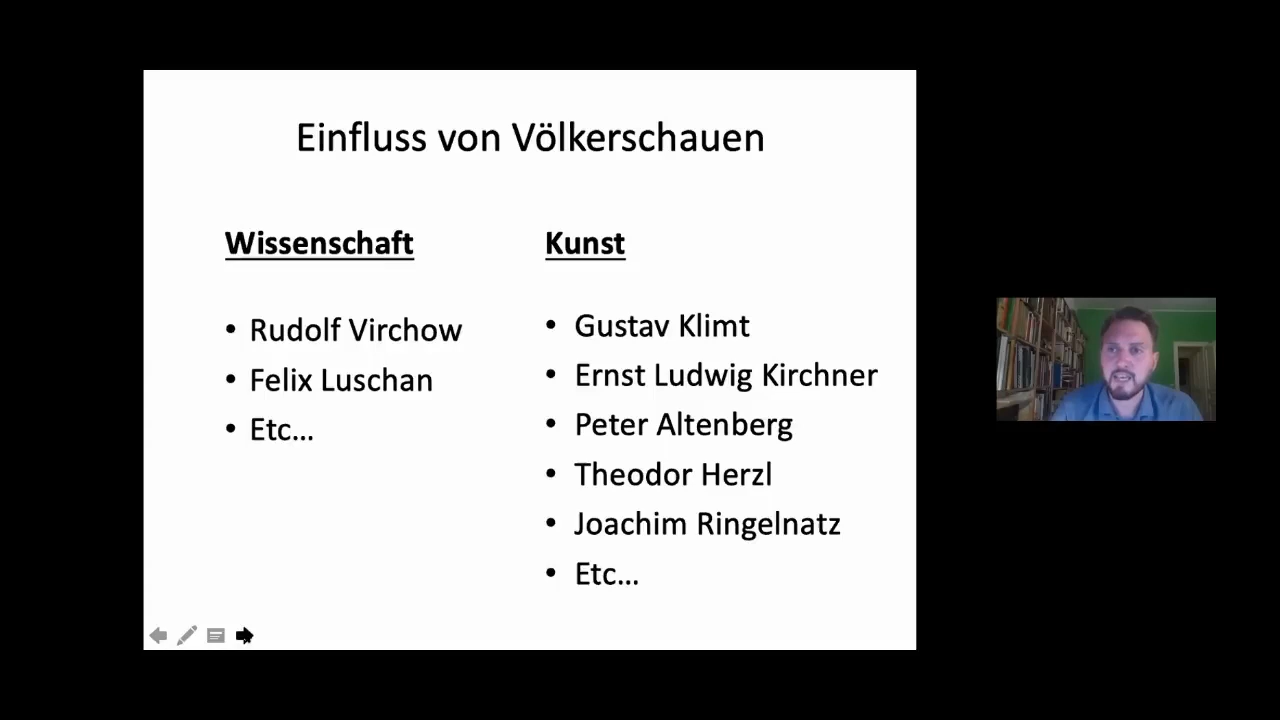 Einfluss von Völkerschauen
Wissenschaft
• Rudolf Virchow
• Felix Luschan
• Etc...
Kunst
• Gustav Klimt
• Ernst Ludwig Kirchner
• Peter Altenberg
• Theodor Herzl
• Joachim Ringelnatz
• Etc...